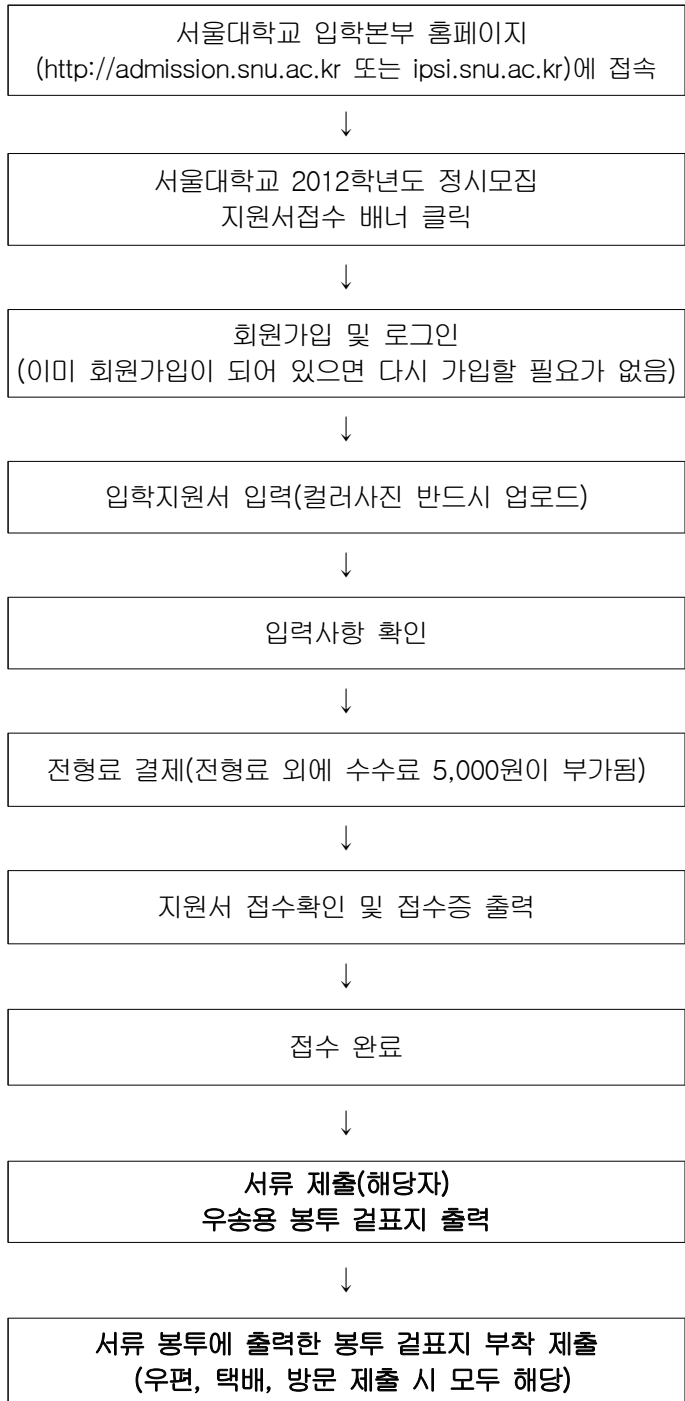 서울대학교 입학본부 홈페이지
(http://admission.snu.ac.kr 또는 ipsi.snu.ac.kr)에 접속
↓
서울대학교 2012학년도 정시모집
지원서접수 배너 클릭
↓
회원가입 및 로그인
(이미 회원가입이 되어 있으면 다시 가입할 필요가 없음)
↓
입학지원서 입력(컬러사진 반드시 업로드)
↓
입력사항 확인
↓
전형료 결제(전형료 외에 수수료 5,000원이 부가됨)
↓
지원서 접수확인 및 접수증 출력
↓
접수 완료
↓
서류 제출(해당자)
우송용 봉투 겉표지 출력
↓
서류 봉투에 출력한 봉투 겉표지 부착 제출
(우편, 택배, 방문 제출 시 모두 해당)